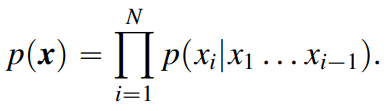 p(x) = ∏_{i=1}^{N} p(x_i|x_1 … x_{i−1}).